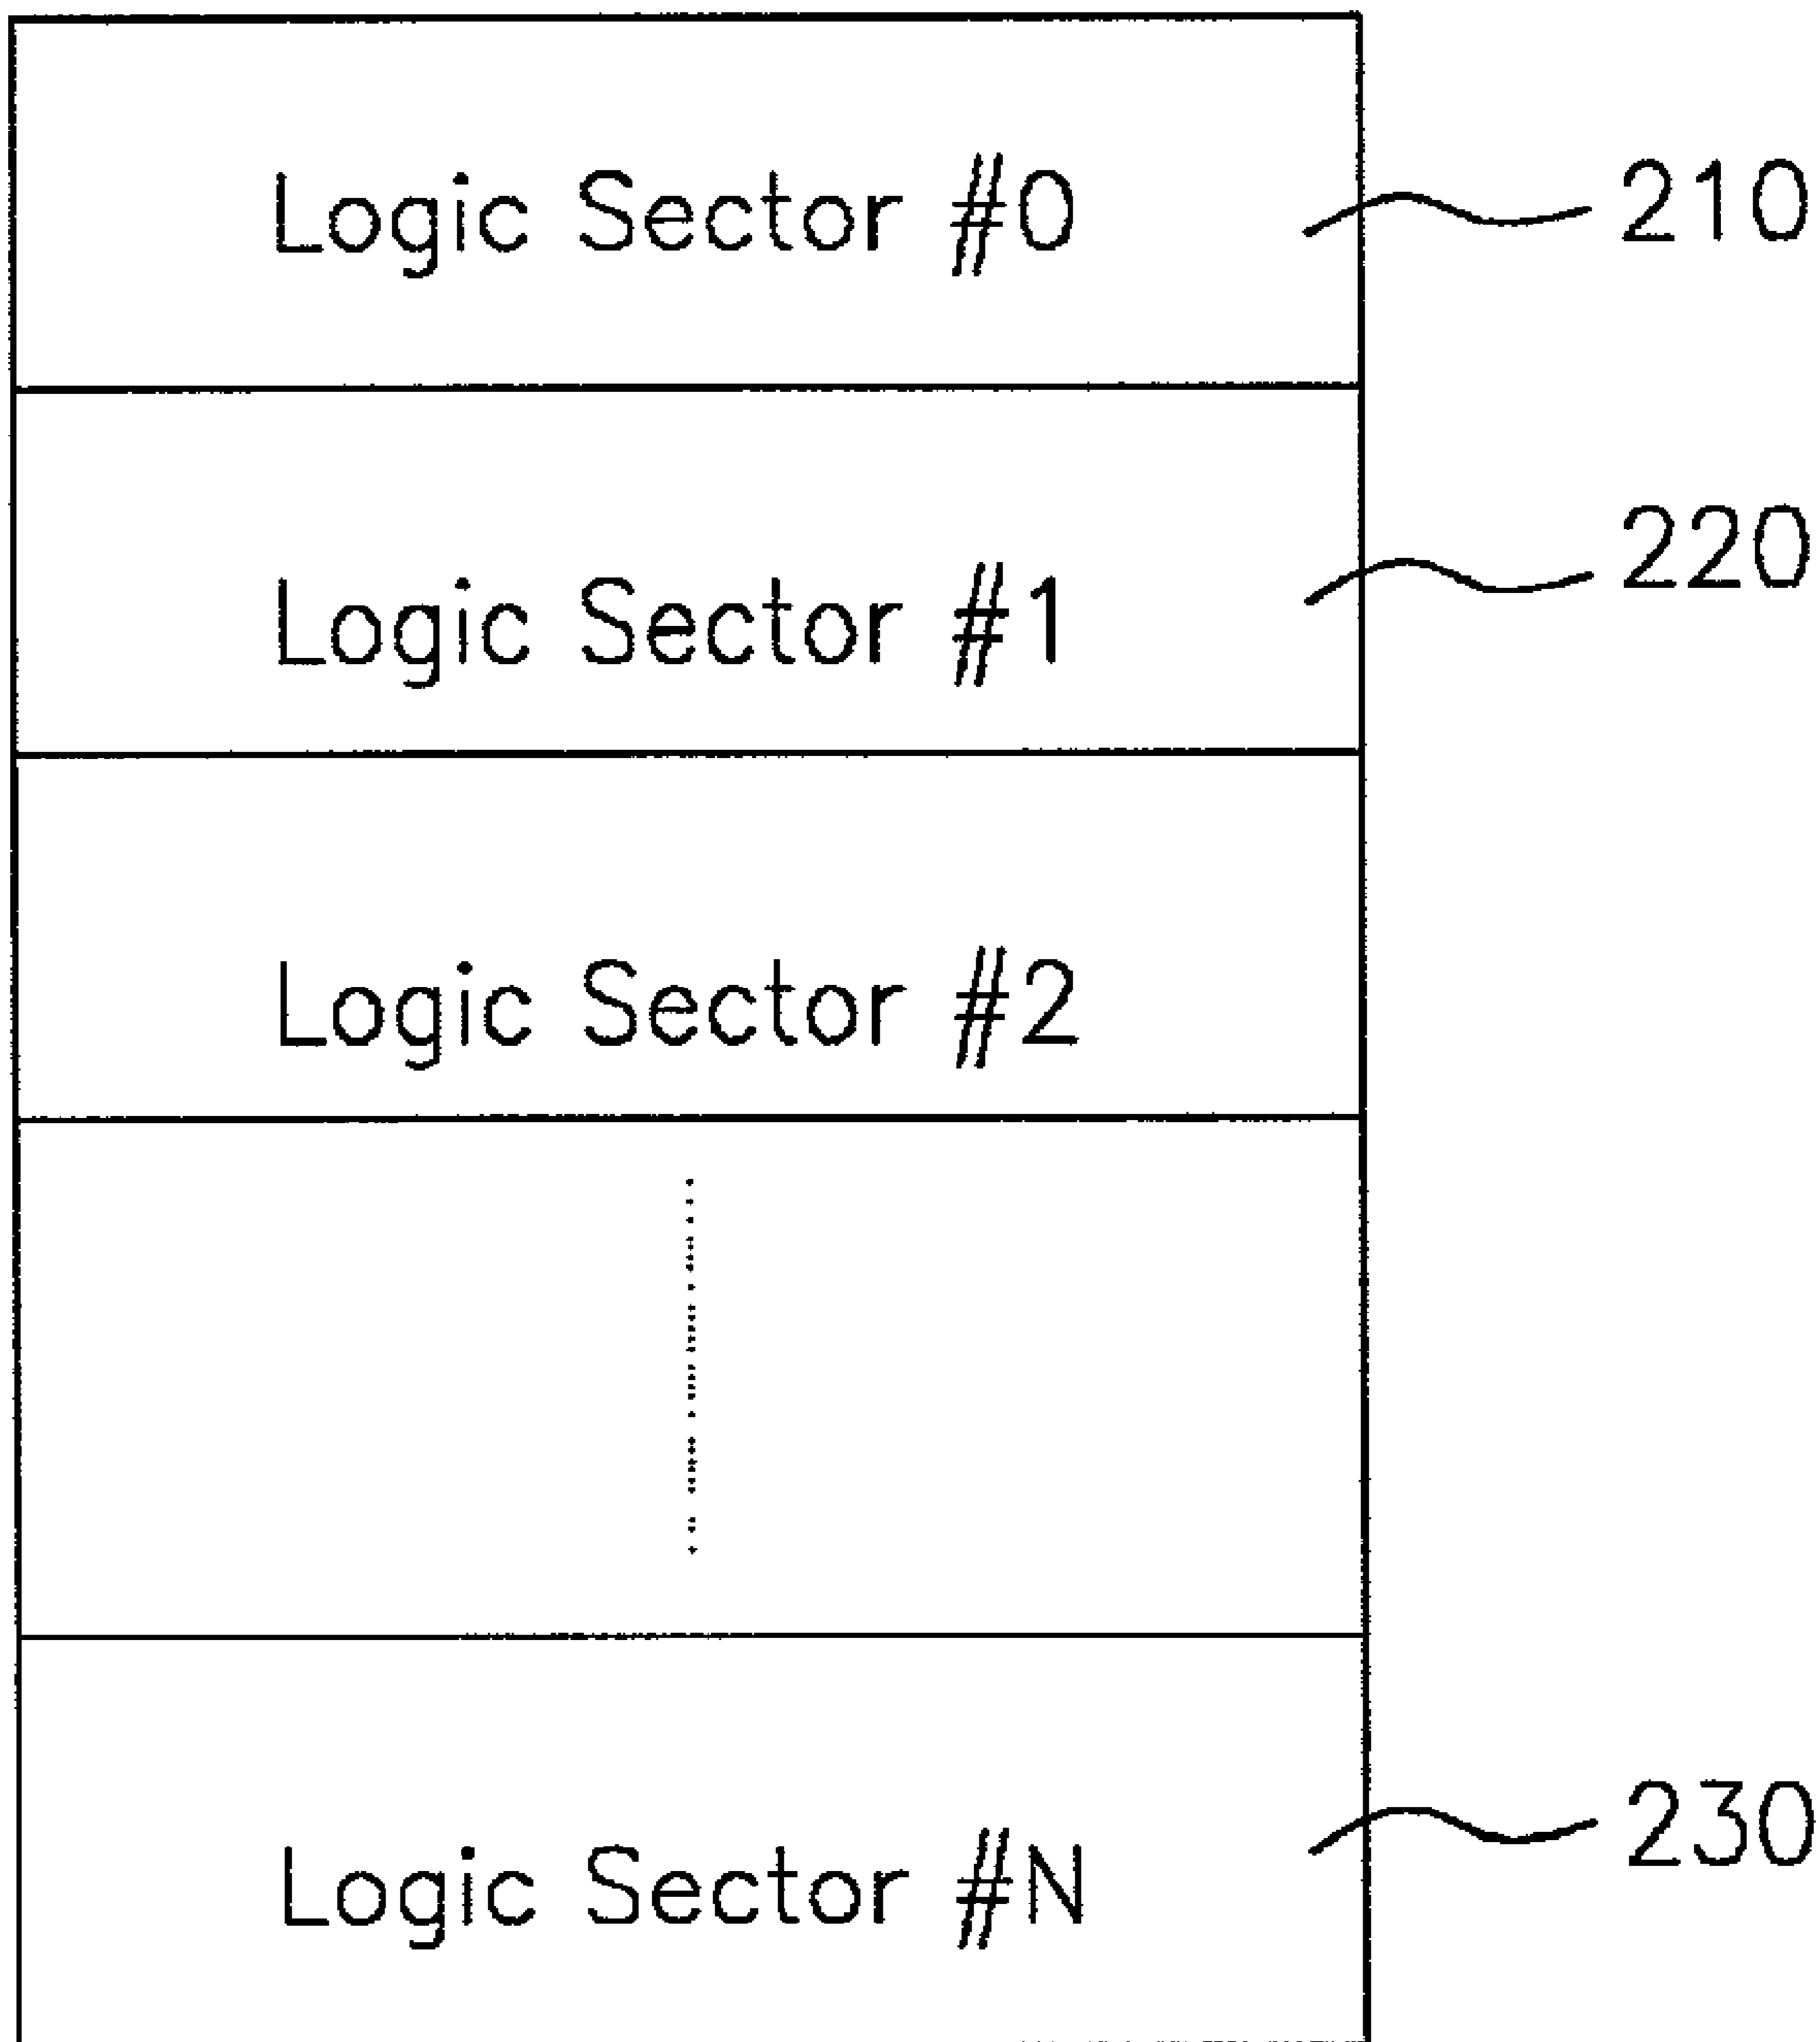 Logic Sector #0
210
Logic Sector #1
220
Logic Sector #2
Logic Sector #N
230